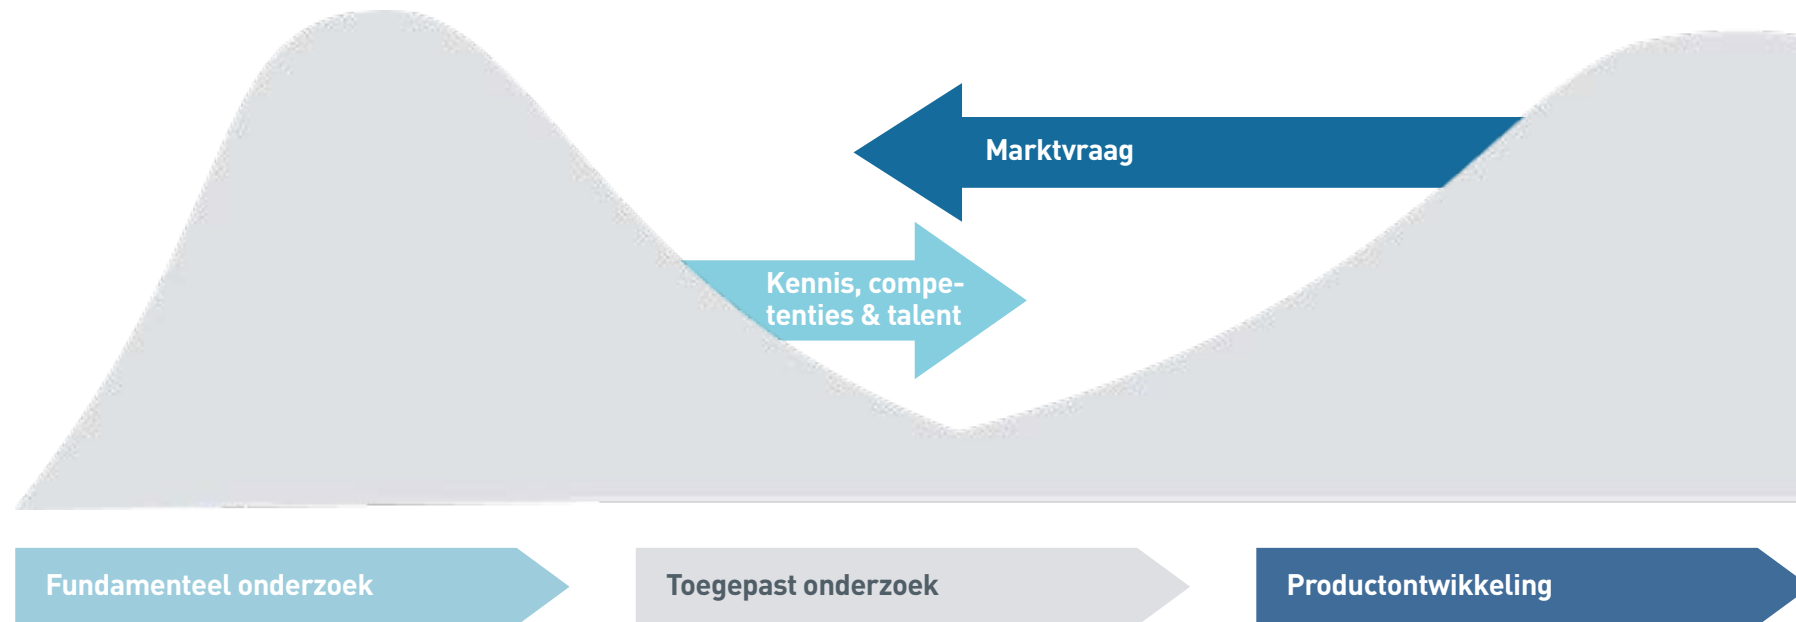 Marktvraag
Kennis, compe-
tenties & talent
Fundamenteel onderzoek
Toegepast onderzoek
Productontwikkeling